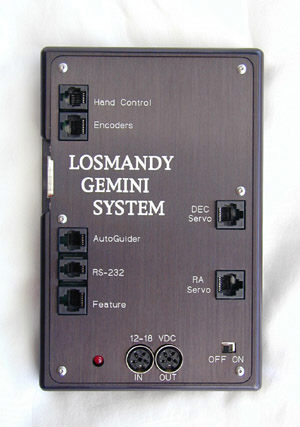 Hand Control
Encoders
LOSMANDY
GEMINI
SYSTEM
DEC
Servo
AutoGuider
RS-232
RA
Servo
Feature
12-18 VDC
OFF ON
IN OUT